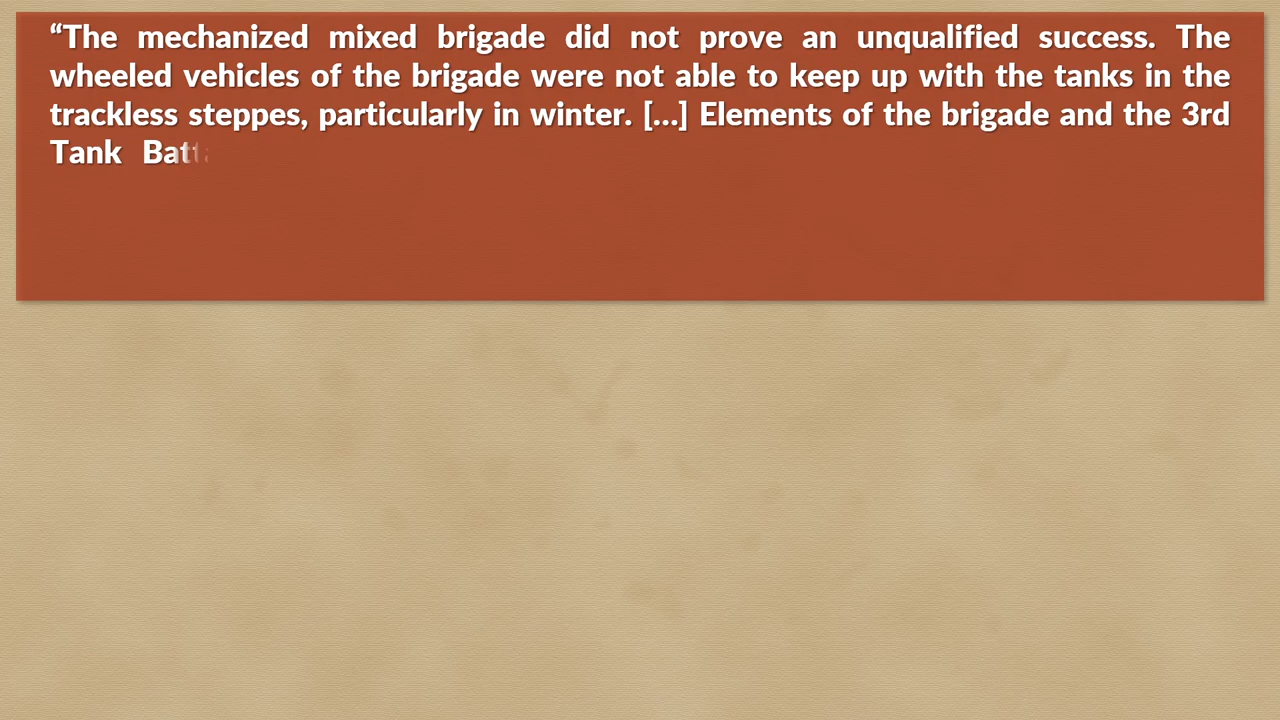 “The mechanized mixed brigade did not prove an unqualified success. The
wheeled vehicles of the brigade were not able to keep up with the tanks in the
trackless steppes, particularly in winter. [...] Elements of the brigade and the 3rd
Tank